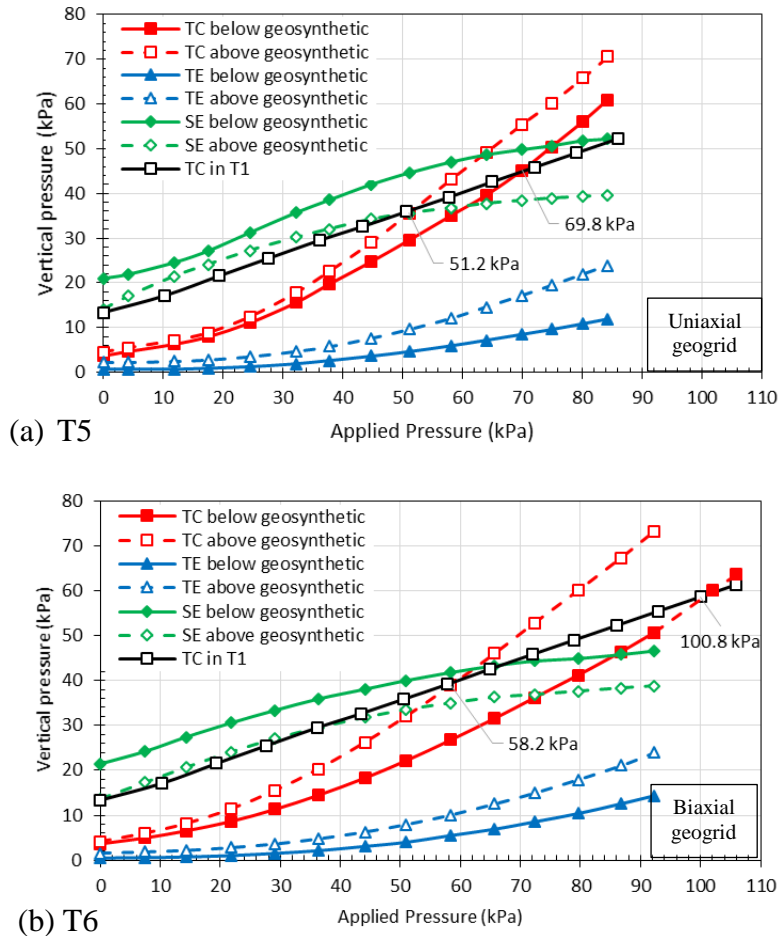 80
70
60
50
40
30
20
10
0
Vertical pressure (kPa)
TC below geosynthetic
TC above geosynthetic
TE below geosynthetic
TE above geosynthetic
SE below geosynthetic
SE above geosynthetic
TC in T1
69.8 kPa
51.2 kPa
Uniaxial
geogrid
0 10 20 30 40 50 60 70 80 90 100 110
Applied Pressure (kPa)
(a) T5
80
70
60
50
40
30
20
10
0
Vertical pressure (kPa)
TC below geosynthetic
TC above geosynthetic
TE below geosynthetic
TE above geosynthetic
SE below geosynthetic
SE above geosynthetic
TC in T1
100.8 kPa
58.2 kPa
Biaxial
geogrid
0 10 20 30 40 50 60 70 80 90 100 110
Applied Pressure (kPa)
(b) T6